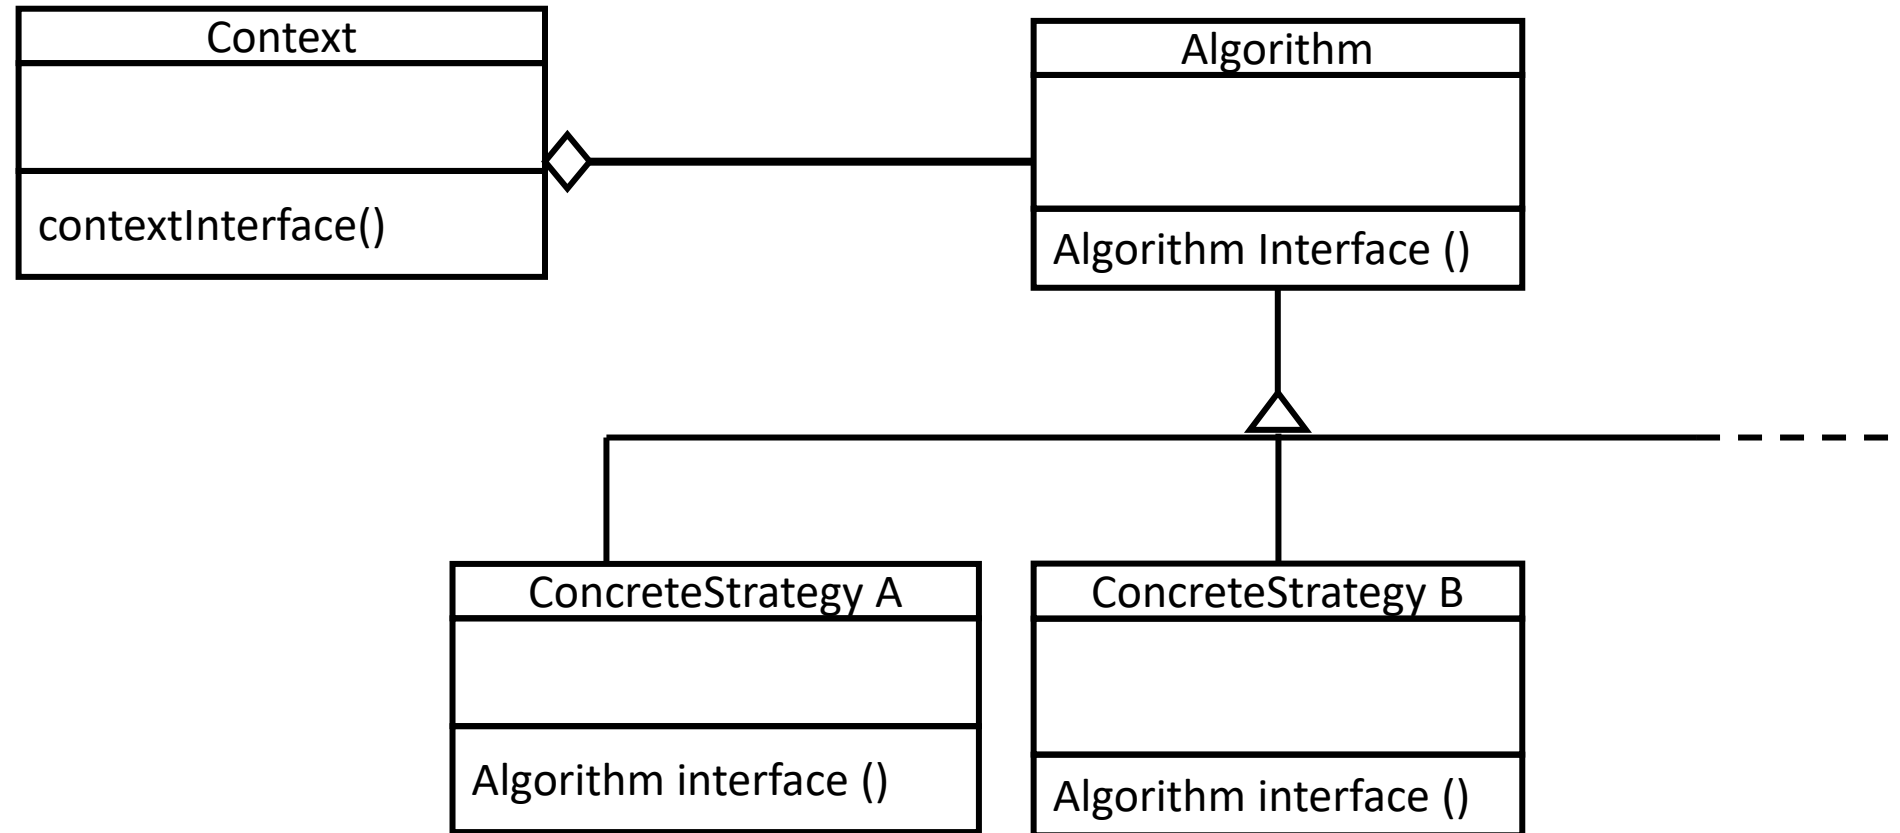 Context
contextInterface()
Algorithm
Algorithm Interface ()
ConcreteStrategy A
Algorithm interface ()
ConcreteStrategy B
Algorithm interface ()